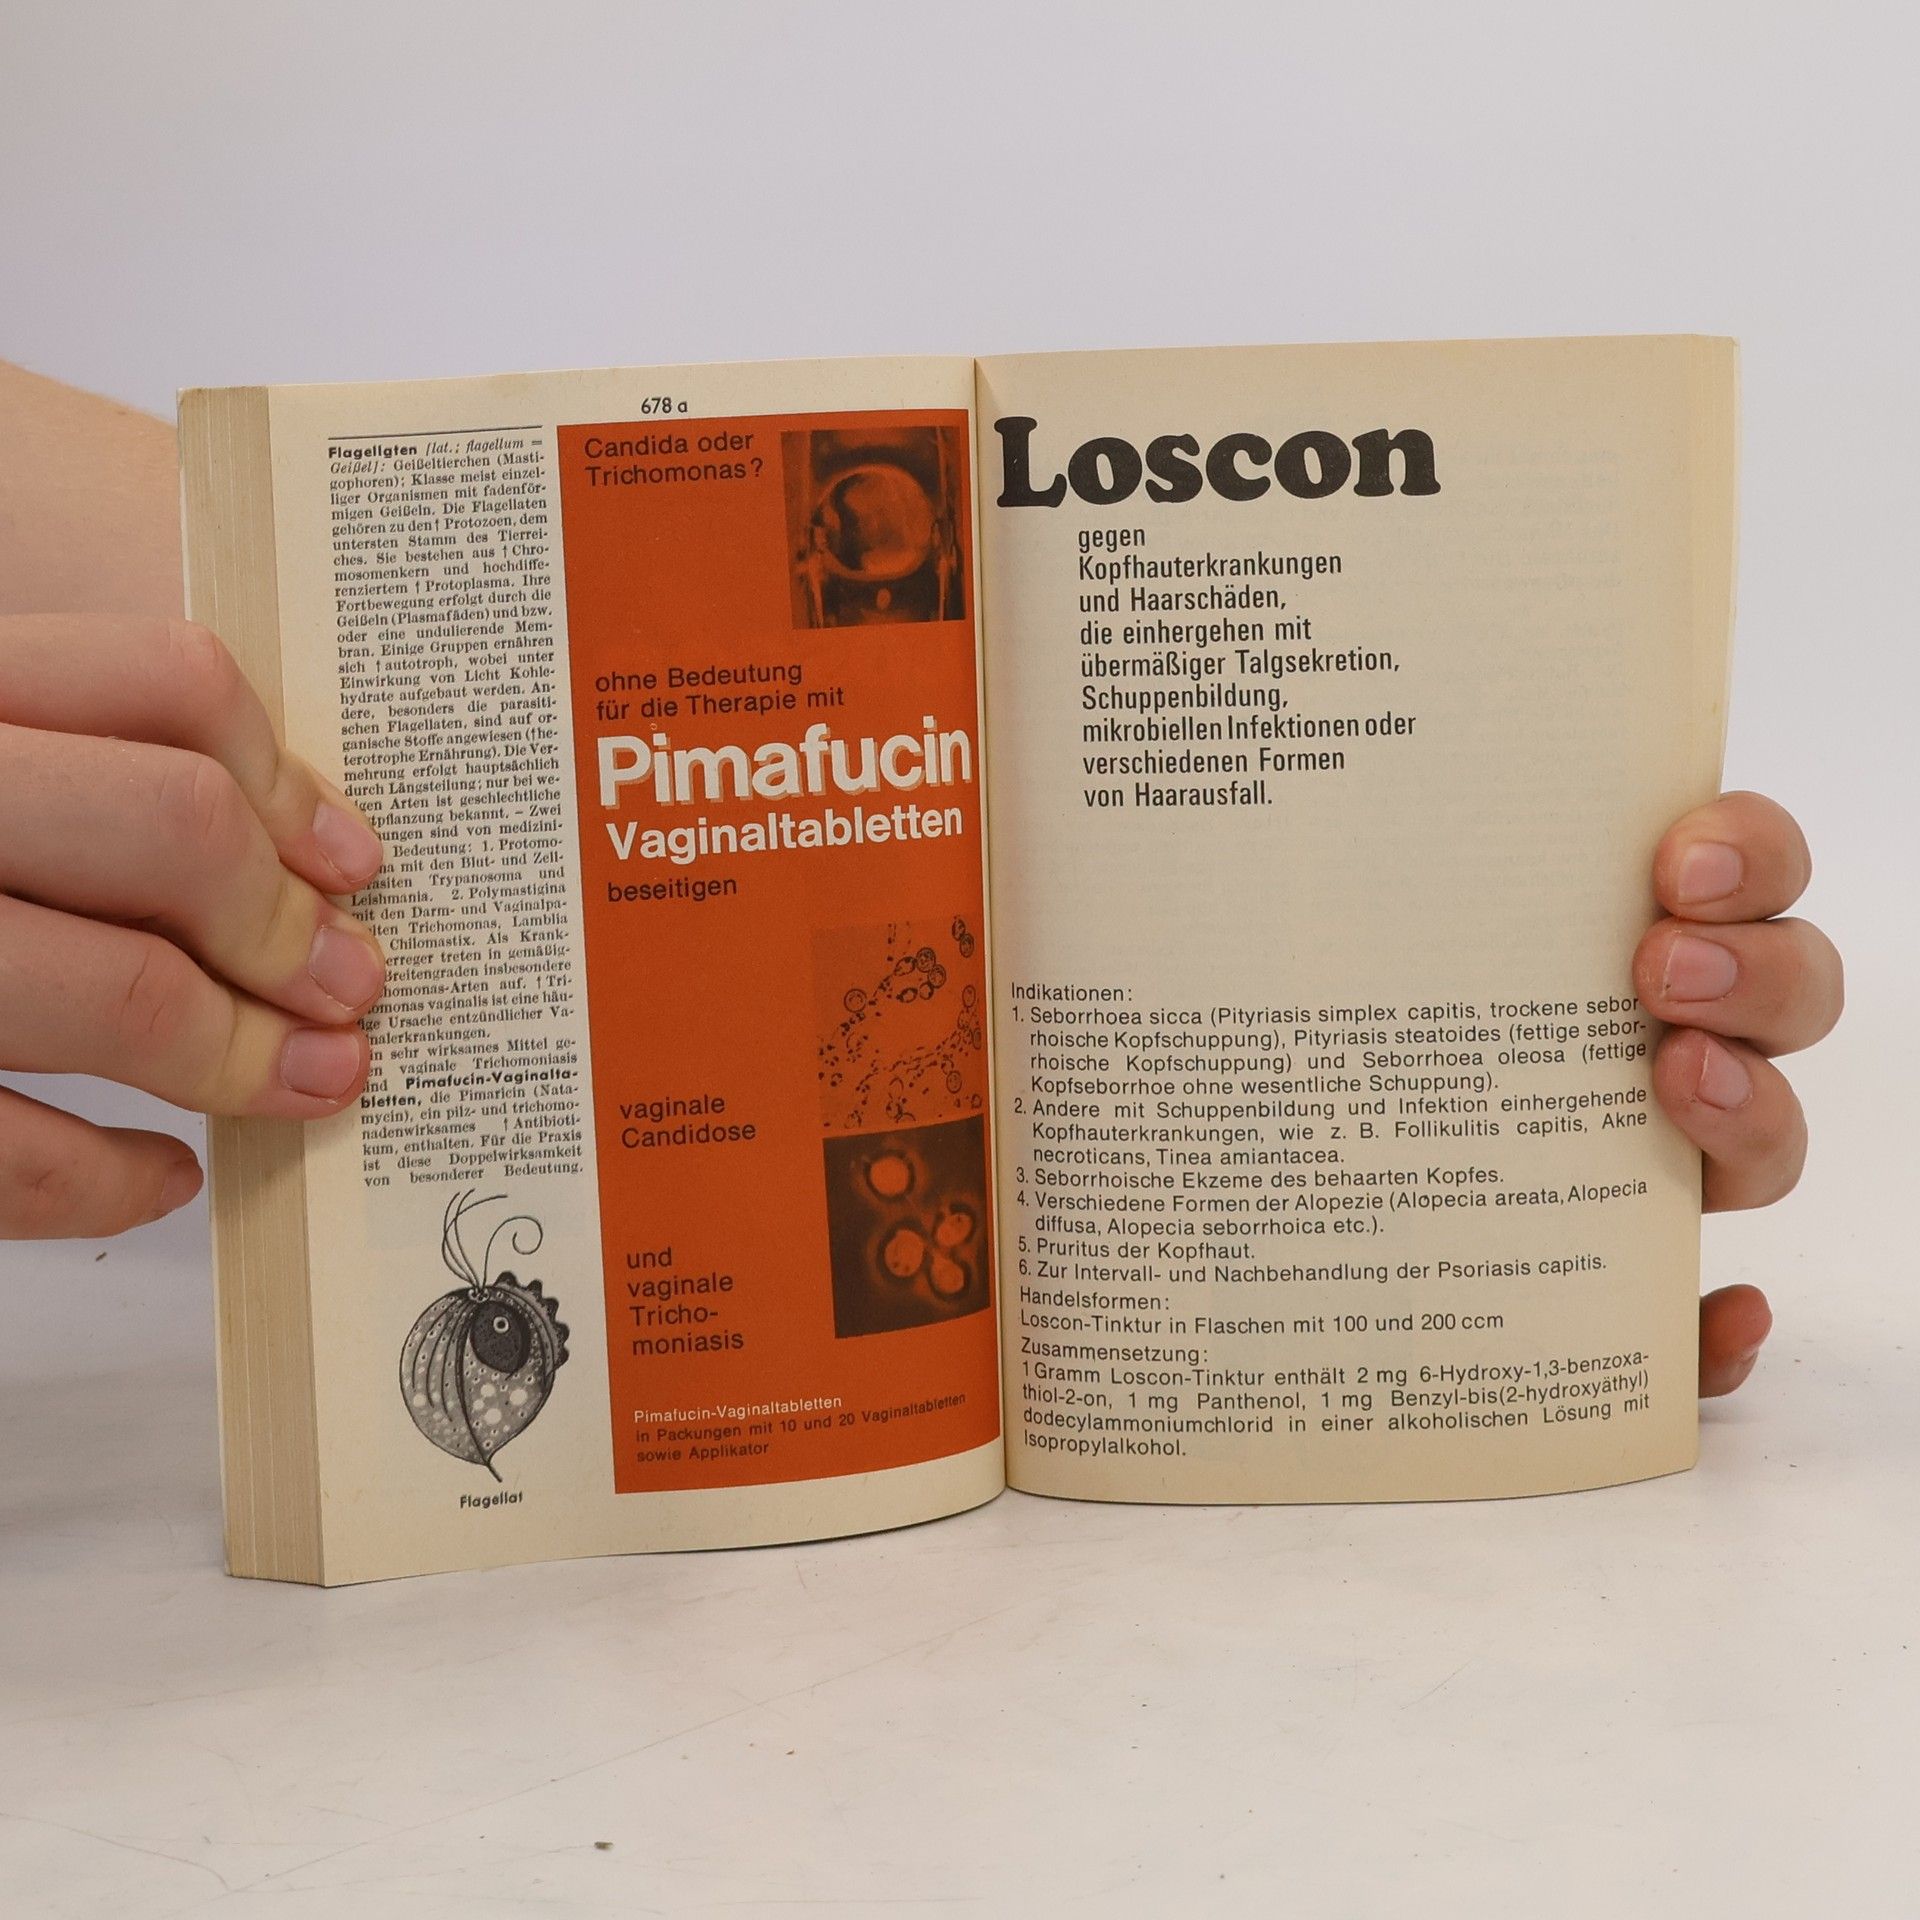 678 a
Flagellaten [lat.; flagellum =
Geißel]: Geißeltierchen (Masti-
gophoren); Klasse meist einzel-
liger Organismen mit fadenför-
migen Geißeln. Die Flagellaten
gehören zu den ↑ Protozoen, dem
untersten Stamm des Tierrei-
ches. Sie bestehen aus ↑ Chro-
mosomenkern und hochdiffe-
renziertem ↑ Protoplasma. Ihre
Fortbewegung erfolgt durch die
Geißeln (Plasmafäden) und bzw.
oder eine undulierende Mem-
bran. Einige Gruppen ernähren
sich ↑ autotroph, wobei unter
Einwirkung von Licht Kohle-
hydrate aufgebaut werden. An-
dere, besonders die parasiti-
schen Flagellaten, sind auf or-
ganische Stoffe angewiesen (↑ he-
terotrophe Ernährung). Die Ver-
mehrung erfolgt hauptsächlich
durch Längsteilung; nur bei we-
Arten ist geschlechtliche
bekannt. – Zwei
sind von medizini-
Bedeutung: 1. Protomo-
mit den Blut- und Zell-
Trypanosoma und
Leishmania. 2. Polymastigina
mit den Darm- und Vaginalpa-
Trichomonas, Lamblia
Chilomastix. Als Krank-
erreger treten in gemäßig-
Breitengraden insbesondere
Arten auf. ↑ Tri-
vaginalis ist eine häu-
Ursache entzündlicher Va-
sehr wirksames Mittel ge-
vaginale Trichomoniasis
Pimafucin-Vaginalta-
bletten, die Pimaricin (Nata-
mycin), ein pilz- und trichomo-
nadenwirksames ↑ Antibioti-
kum, enthalten. Für die Praxis
ist diese Doppelwirksamkeit
von besonderer Bedeutung.
Flagellat
Candida oder
Trichomonas?
ohne Bedeutung
für die Therapie mit
Pimafucin
Vaginaltabletten
beseitigen
vaginale
Candidose
und
vaginale
Tricho-
moniasis
Pimafucin-Vaginaltabletten
in Packungen mit 10 und 20 Vaginaltabletten
sowie Applikator
Loscon
gegen
Kopfhauterkrankungen
und Haarschäden,
die einhergehen mit
übermäßiger Talgsekretion,
Schuppenbildung,
mikrobiellen Infektionen oder
verschiedenen Formen
von Haarausfall.
Indikationen:
1. Seborrhoea sicca (Pityriasis simplex capitis, trockene sebor-
rhoische Kopfschuppung), Pityriasis steatoides (fettige sebor-
rhoische Kopfschuppung) und Seborrhoea oleosa (fettige
Kopfseborrhoe ohne wesentliche Schuppung).
2. Andere mit Schuppenbildung und Infektion einhergehende
Kopfhauterkrankungen, wie z. B. Follikulitis capitis, Akne
necroticans, Tinea amiantacea.
3. Seborrhoische Ekzeme des behaarten Kopfes.
4. Verschiedene Formen der Alopezie (Alopecia areata, Alopecia
diffusa, Alopecia seborrhoica etc.).
5. Pruritus der Kopfhaut.
6. Zur Intervall- und Nachbehandlung der Psoriasis capitis.
Handelsformen:
Loscon-Tinktur in Flaschen mit 100 und 200 ccm
Zusammensetzung:
1 Gramm Loscon-Tinktur enthält 2 mg 6-Hydroxy-1,3-benzoxa-
thiol-2-on, 1 mg Panthenol, 1 mg Benzyl-bis(2-hydroxyäthyl)
dodecylammoniumchlorid in einer alkoholischen Lösung mit
Isopropylalkohol.